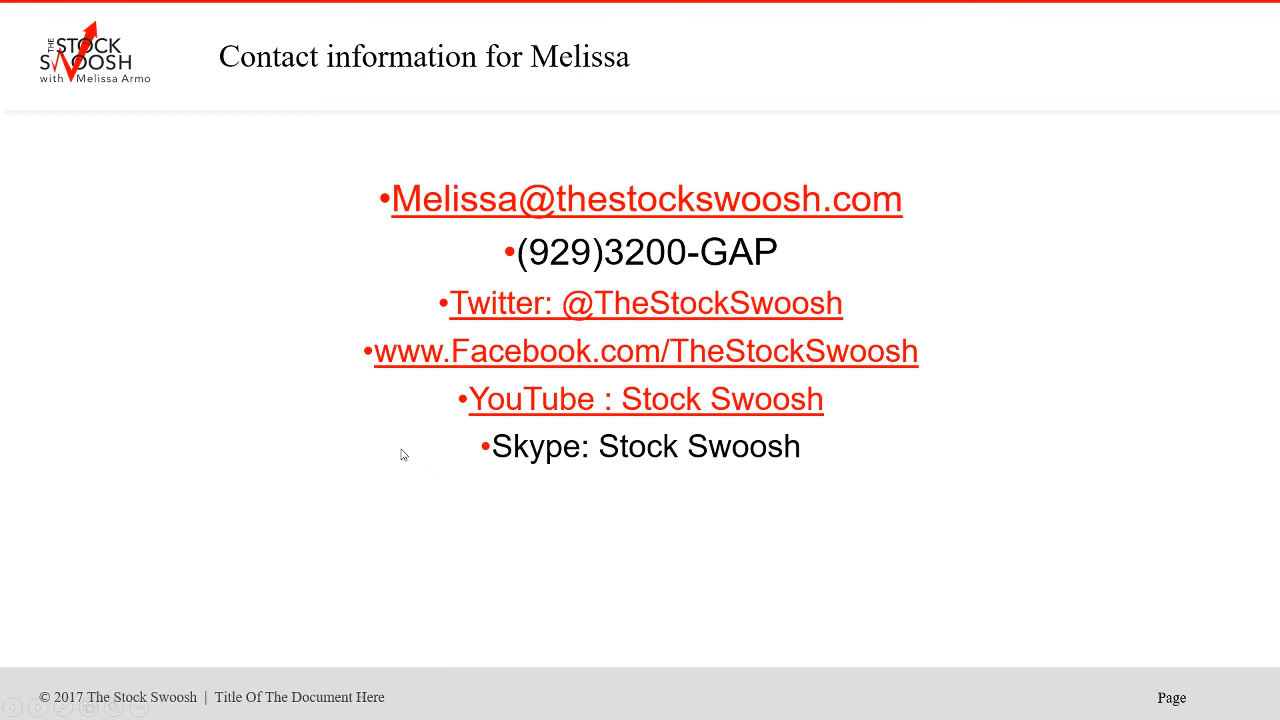 THE STOCK
SWOOSH
with Melissa Armo
Contact information for Melissa
•Melissa@thestockswoosh.com
•(929)3200-GAP
•Twitter: @TheStockSwoosh
•www.Facebook.com/TheStockSwoosh
•YouTube : Stock Swoosh
•Skype: Stock Swoosh
© 2017 The Stock Swoosh | Title Of The Document Here
Page